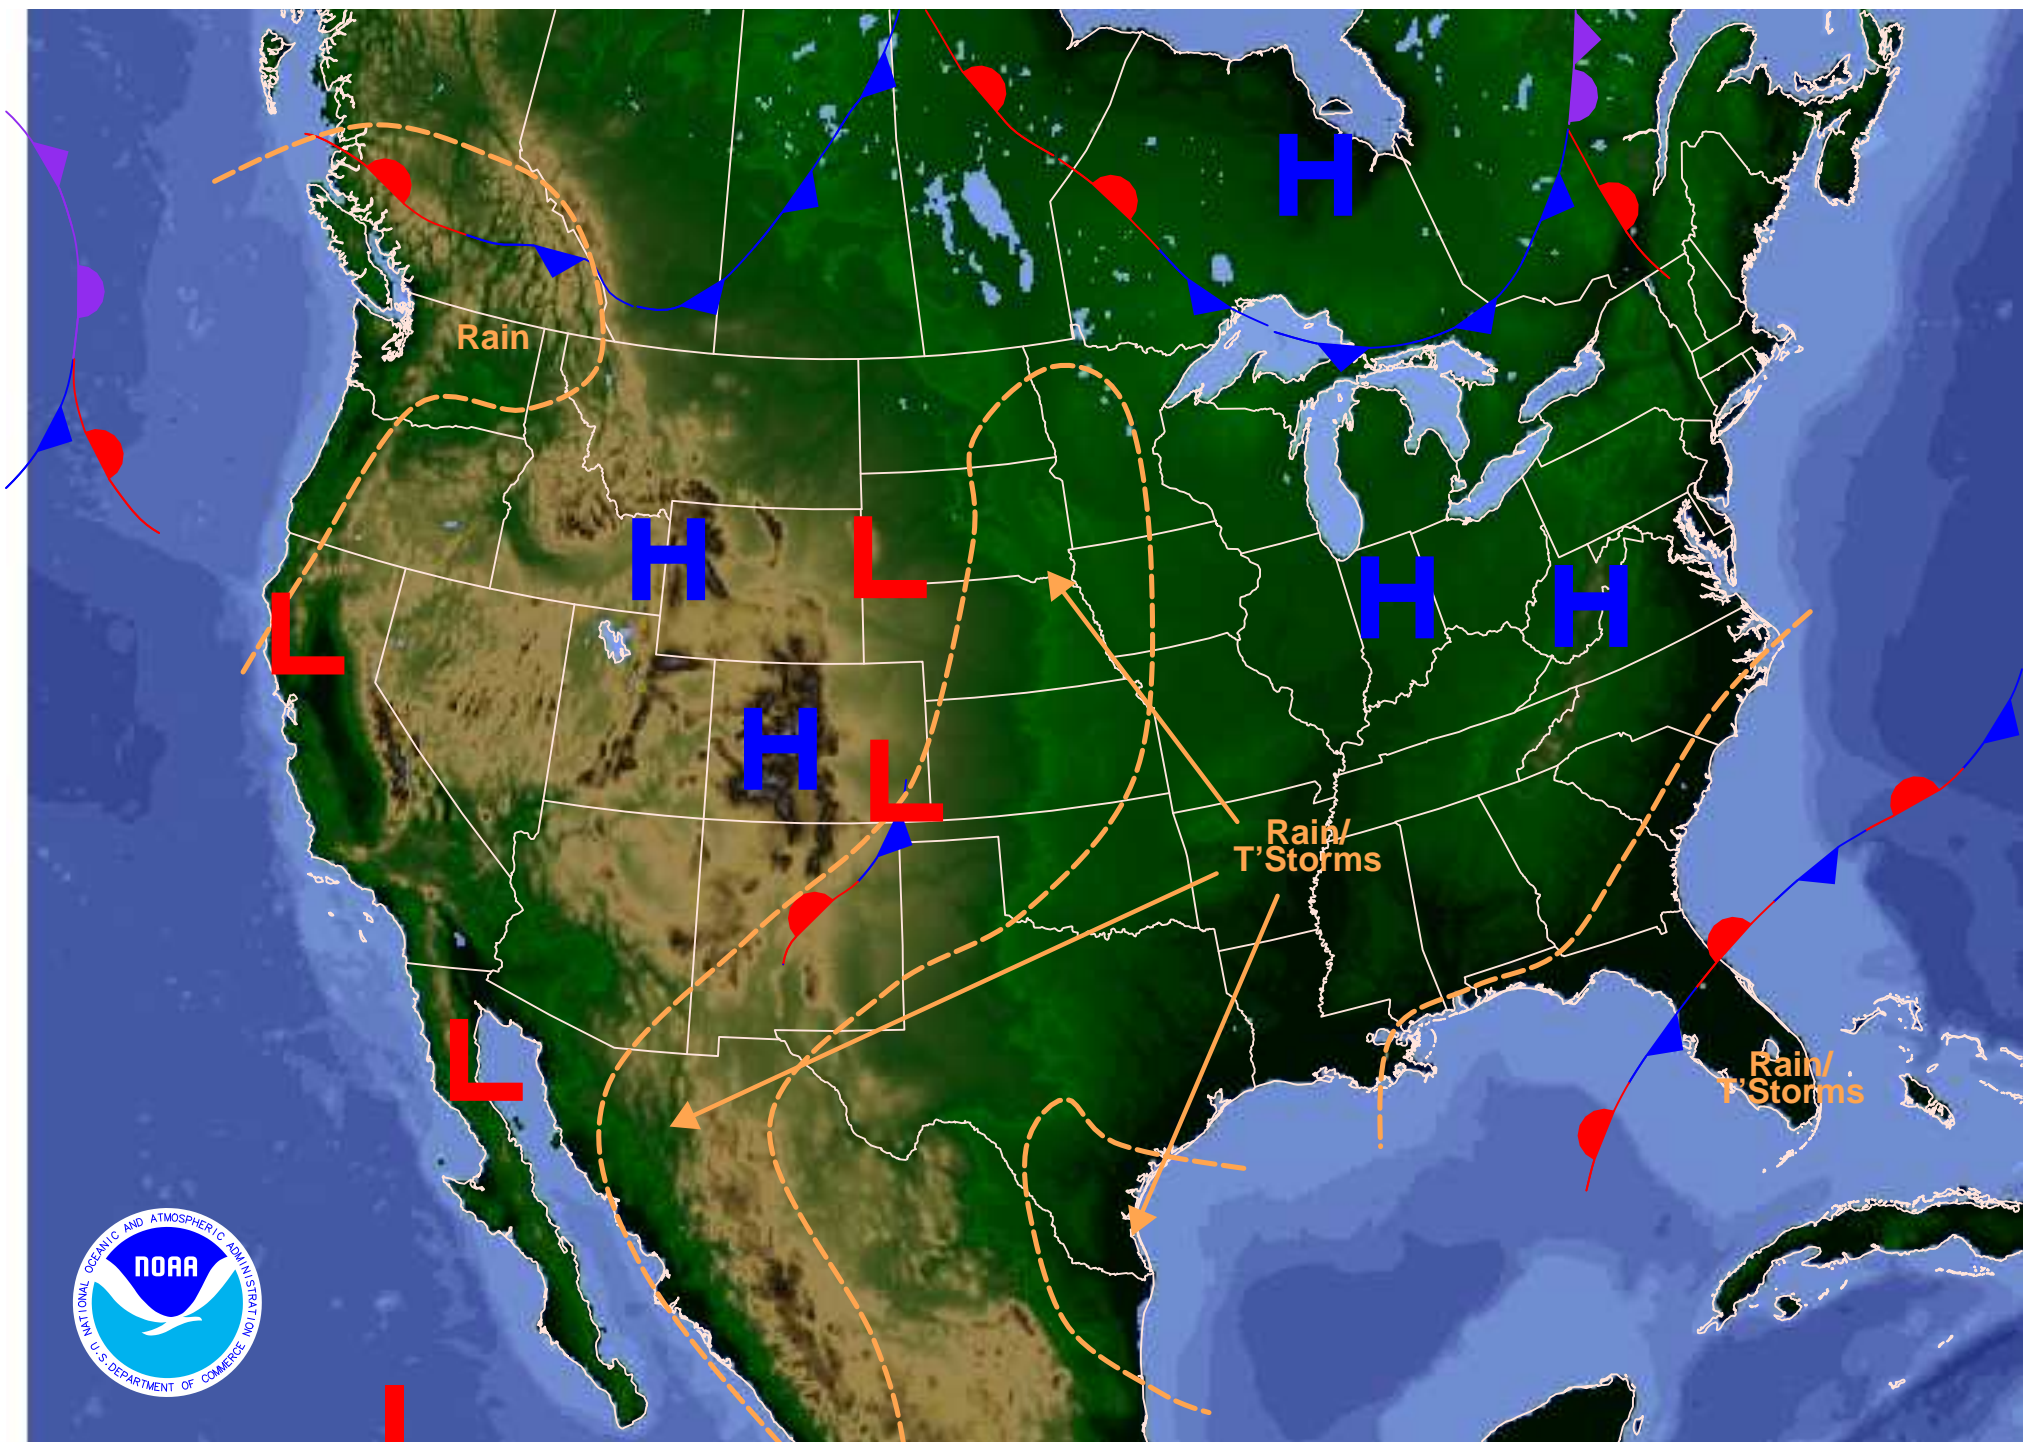 H
Rain
H
L
H
H
L
H
L
Rain/
T’Storms
L
Rain/
T’Storms
NATIONAL OCEANIC AND ATMOSPHERIC ADMINISTRATION
NOAA
U.S. DEPARTMENT OF COMMERCE
L